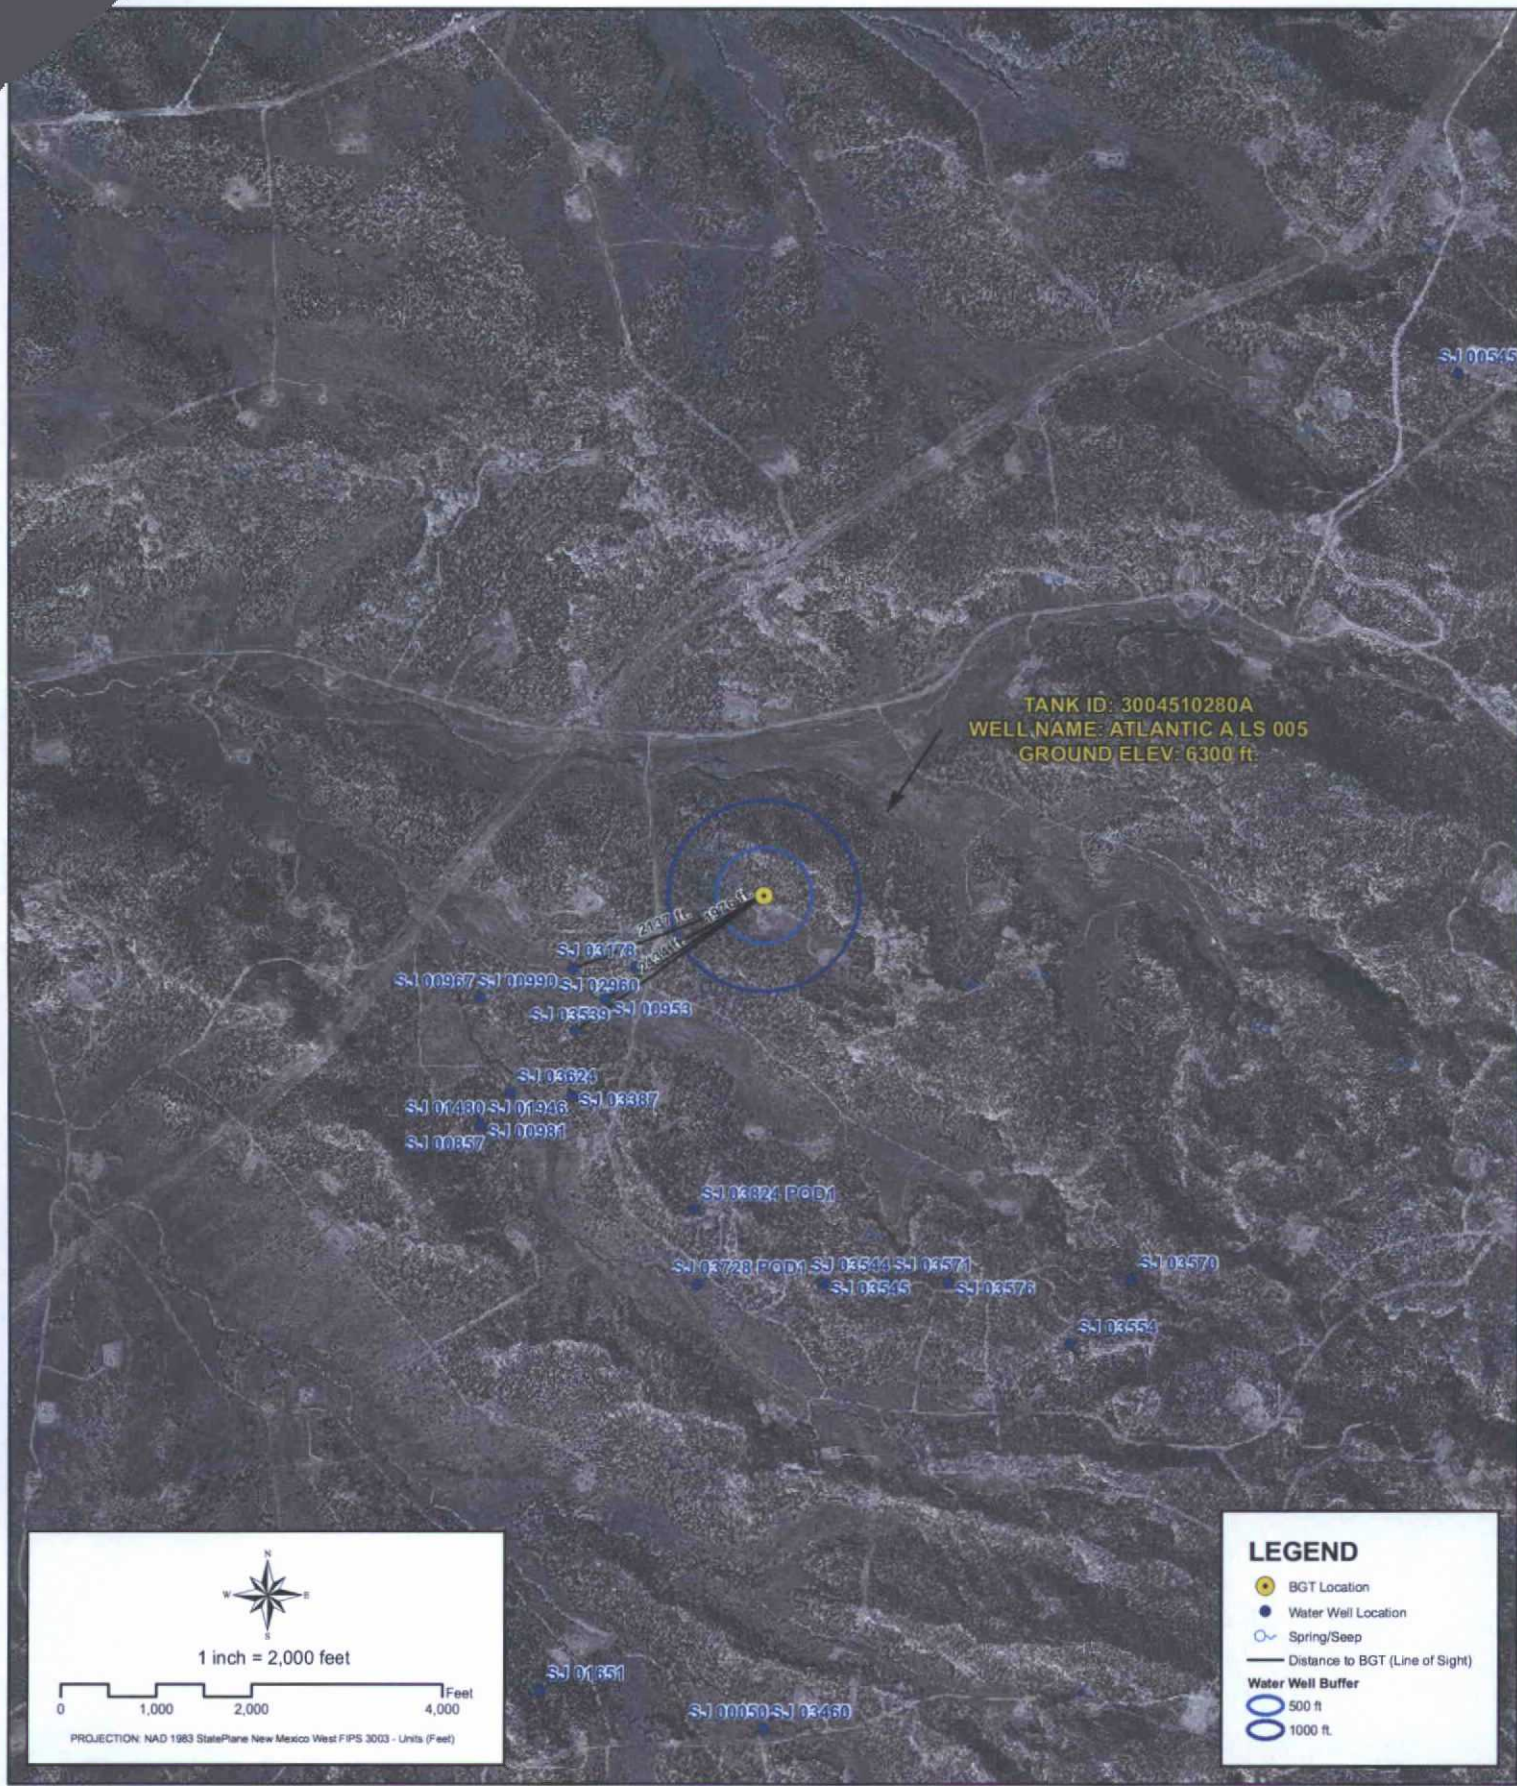 SJ 00545
TANK ID: 3004510280A
WELL NAME: ATLANTIC A LS 005
GROUND ELEV: 6300 ft.
2137 ft.
ft.
ft.
SJ 03178
SJ 00967 SJ 00990 SJ 02960
SJ 03539 SJ 00953
SJ 03624
SJ 01480 SJ 01946 SJ 03387
SJ 00857 SJ 00981
SJ 03824 POD1
SJ 03728 POD1 SJ 03544 SJ 03571 SJ 03570
SJ 03545 SJ 03576
SJ 03554
SJ 01651
SJ 00050 SJ 03460
N
W E
S
1 inch = 2,000 feet
Feet
0 1,000 2,000 4,000
PROJECTION: NAD 1983 StatePlane New Mexico West FIPS 3003 - Units (Feet)
LEGEND
BGT Location
Water Well Location
Spring/Seep
Distance to BGT (Line of Sight)
Water Well Buffer
500 ft
1000 ft.